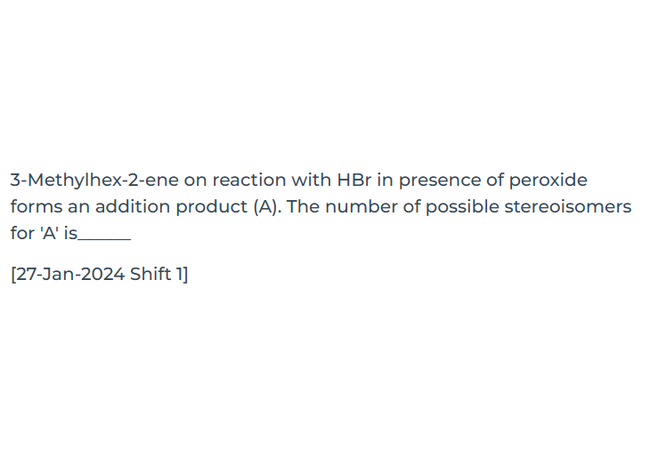 3-Methylhex-2-ene on reaction with HBr in presence of peroxide
forms an addition product (A). The number of possible stereoisomers
for 'A' is______
[27-Jan-2024 Shift 1]